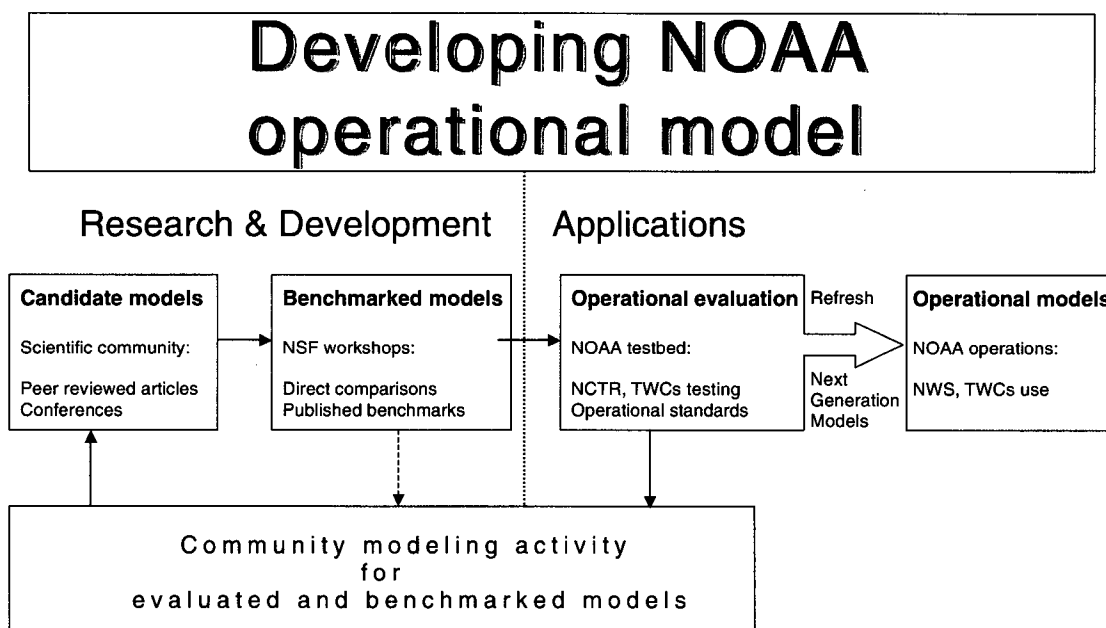 Developing NOAA
operational model
Research & Development
Applications
Candidate models
Scientific community:
Peer reviewed articles
Conferences
Benchmarked models
NSF workshops:
Direct comparisons
Published benchmarks
Operational evaluation
NOAA testbed:
NCTR, TWCs testing
Operational standards
Refresh
Next
Generation
Models
Operational models
NOAA operations:
NWS, TWCs use
Community modeling activity
for
evaluated and benchmarked models